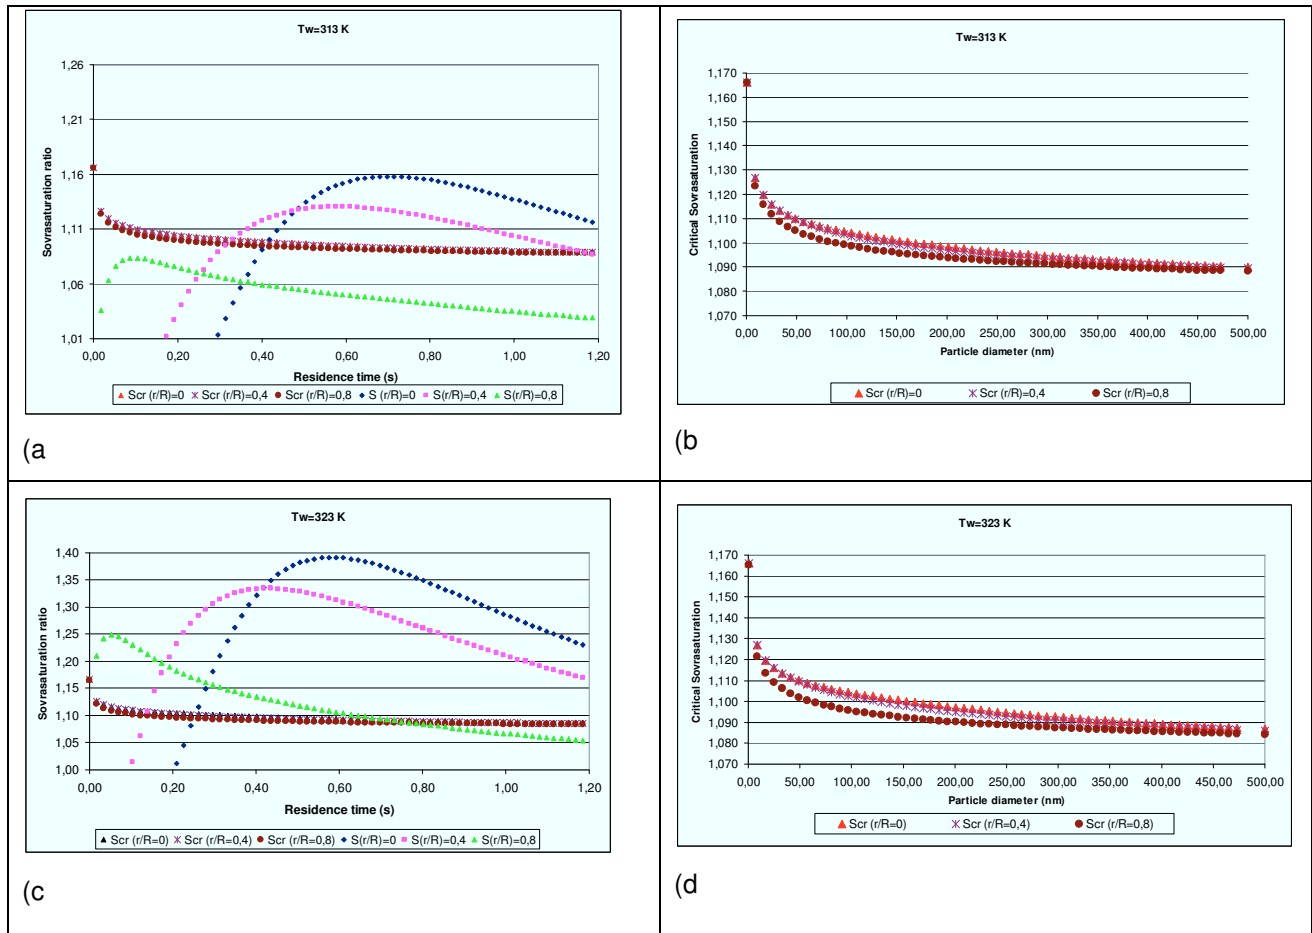 Tw=313 K
Sovrasaturation ratio
1,26
1,21
1,16
1,11
1,06
1,01
0,00 0,20 0,40 0,60 0,80 1,00 1,20
Residence time (s)
Scr (r/R)=0 Scr (r/R)=0,4 Scr (r/R)=0,8 S (r/R)=0 S(r/R)=0,4 S(r/R)=0,8
(a
Tw=313 K
Critical Sovrasaturation
1,170
1,160
1,150
1,140
1,130
1,120
1,110
1,100
1,090
1,080
1,070
0,00 50,00 100,00 150,00 200,00 250,00 300,00 350,00 400,00 450,00 500,00
Particle diameter (nm)
Scr (r/R)=0 Scr (r/R)=0,4 Scr (r/R)=0,8
(b
Tw=323 K
Sovrasaturation ratio
1,40
1,35
1,30
1,25
1,20
1,15
1,10
1,05
1,00
0,00 0,20 0,40 0,60 0,80 1,00 1,20
Residence time (s)
Scr (r/R=0) Scr (r/R=0,4) Scr (r/R=0,8) S(r/R)=0 S(r/R)=0,4 S(r/R)=0,8
(c
Tw=323 K
Critical Sovrasaturation
1,170
1,160
1,150
1,140
1,130
1,120
1,110
1,100
1,090
1,080
1,070
0,00 50,00 100,00 150,00 200,00 250,00 300,00 350,00 400,00 450,00 500,00
Particle diameter (nm)
Scr (r/R=0) Scr (r/R=0,4) Scr (r/R=0,8)
(d